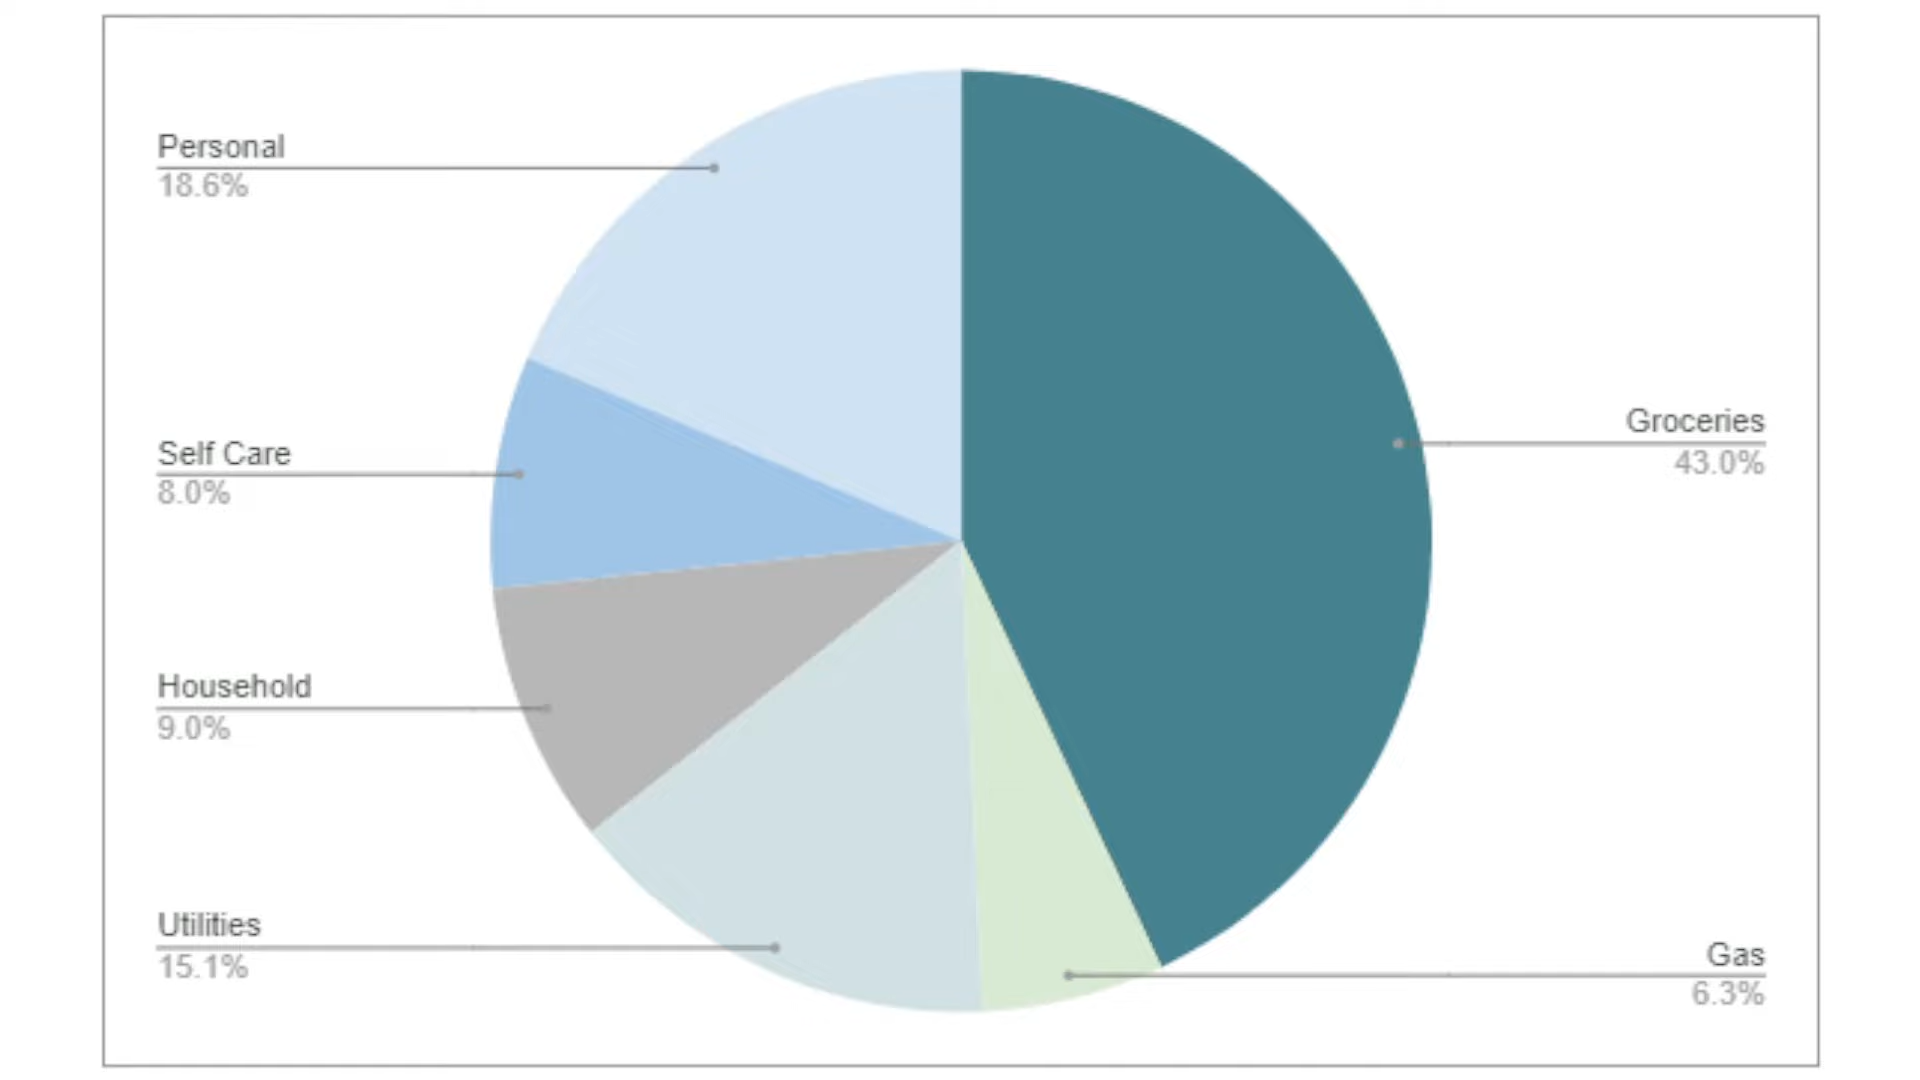 Personal
18.6%
Groceries
43.0%
Self Care
8.0%
Household
9.0%
Utilities
15.1%
Gas
6.3%